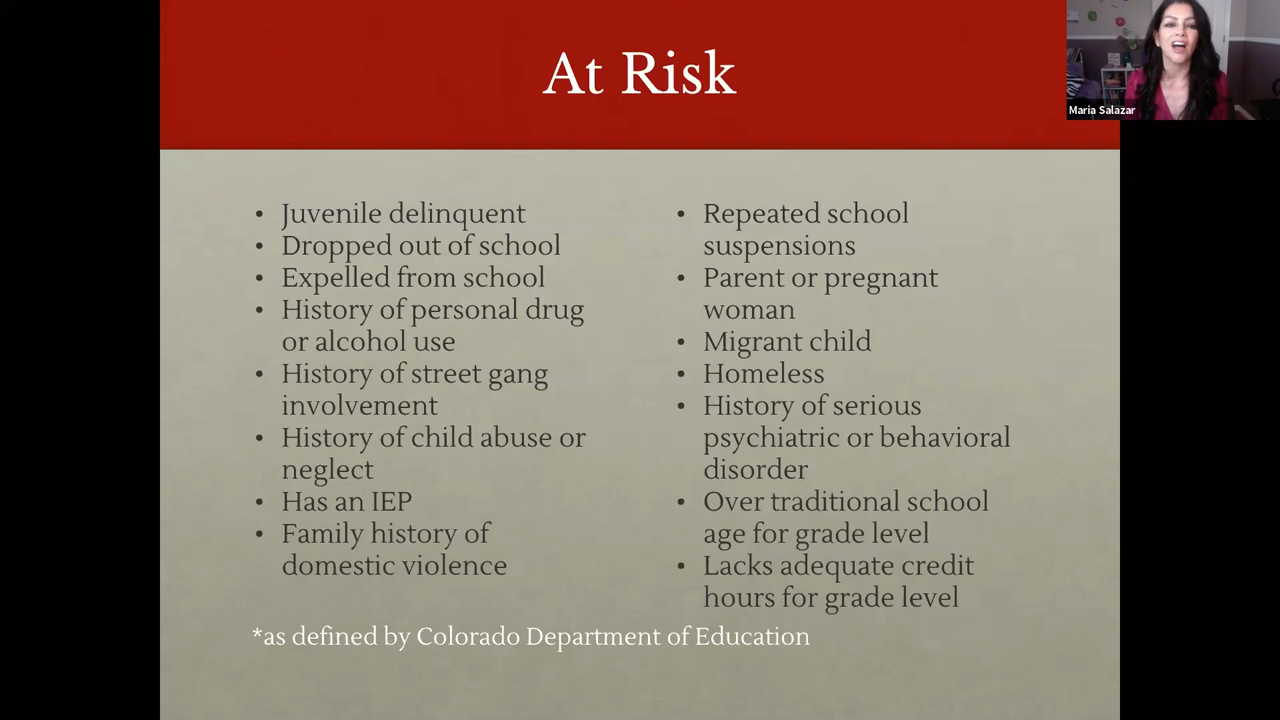 At Risk
Maria Salazar
• Juvenile delinquent
• Dropped out of school
• Expelled from school
• History of personal drug
or alcohol use
• History of street gang
involvement
• History of child abuse or
neglect
• Has an IEP
• Family history of
domestic violence
• Repeated school
suspensions
• Parent or pregnant
woman
• Migrant child
• Homeless
• History of serious
psychiatric or behavioral
disorder
• Over traditional school
age for grade level
• Lacks adequate credit
hours for grade level
*as defined by Colorado Department of Education